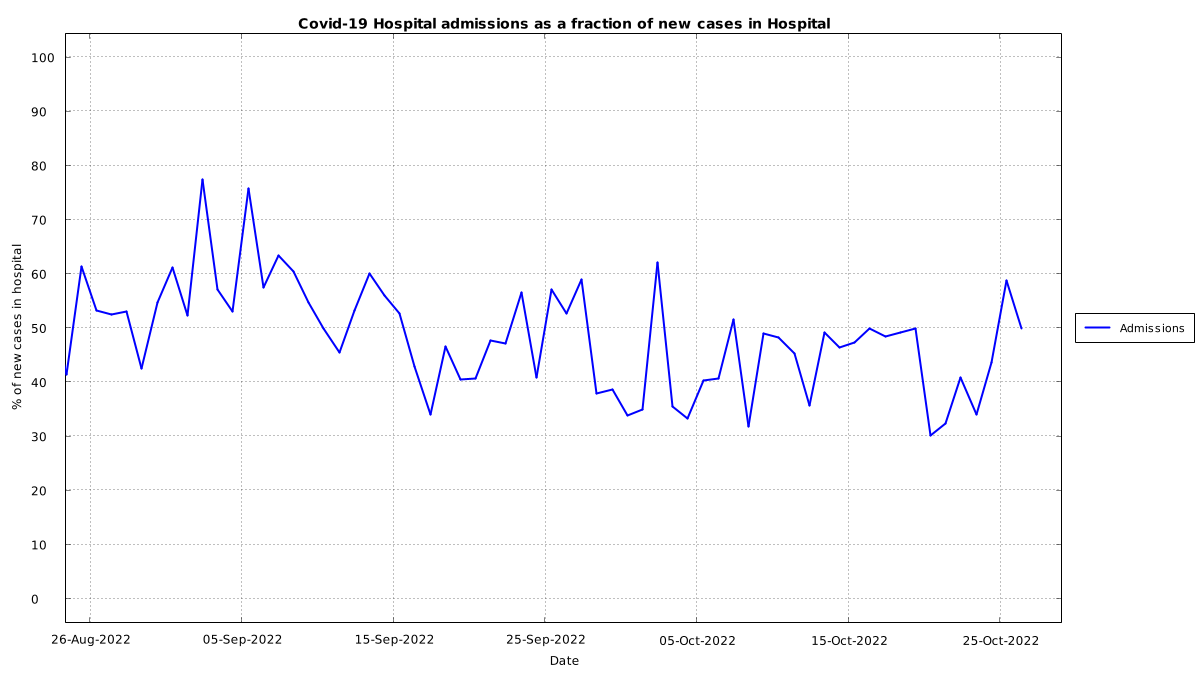 Covid-19 Hospital admissions as a fraction of new cases in Hospital
100
90
80
70
60
50
40
30
20
10
0
% of new cases in hospital
26-Aug-2022 05-Sep-2022 15-Sep-2022 25-Sep-2022 05-Oct-2022 15-Oct-2022 25-Oct-2022
Date
Admissions